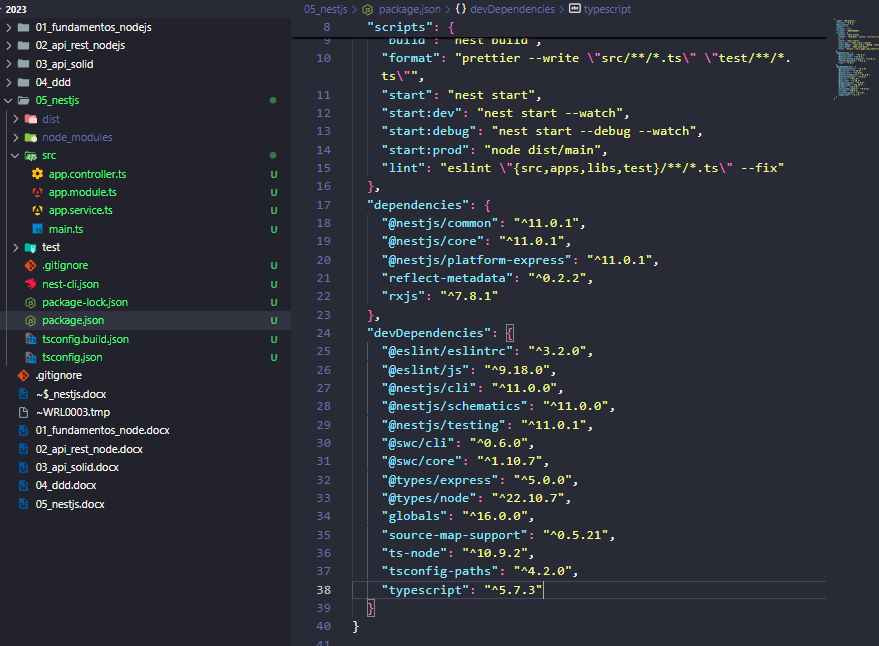 2023
01_fundamentos_nodejs
02_api_rest_nodejs
03_api_solid
04_ddd
05_nestjs
dist
node_modules
src
app.controller.ts U
app.module.ts U
app.service.ts U
main.ts U
test
.gitignore U
nest-cli.json U
package-lock.json U
package.json U
tsconfig.build.json U
tsconfig.json U
.gitignore
~$_nestjs.docx
~WRL0003.tmp
01_fundamentos_node.docx
02_api_rest_node.docx
03_api_solid.docx
04_ddd.docx
05_nestjs.docx
05_nestjs > package.json > {} devDependencies > abc typescript
8 "scripts": {
9 "build": "nest build",
10 "format": "prettier --write \"src/**/*.ts\" \"test/**/*.
ts\"",
11 "start": "nest start",
12 "start:dev": "nest start --watch",
13 "start:debug": "nest start --debug --watch",
14 "start:prod": "node dist/main",
15 "lint": "eslint \"{src,apps,libs,test}/**/*.ts\" --fix"
16 },
17 "dependencies": {
18 "@nestjs/common": "^11.0.1",
19 "@nestjs/core": "^11.0.1",
20 "@nestjs/platform-express": "^11.0.1",
21 "reflect-metadata": "^0.2.2",
22 "rxjs": "^7.8.1"
23 },
24 "devDependencies": {
25 "@eslint/eslintrc": "^3.2.0",
26 "@eslint/js": "^9.18.0",
27 "@nestjs/cli": "^11.0.0",
28 "@nestjs/schematics": "^11.0.0",
29 "@nestjs/testing": "^11.0.1",
30 "@swc/cli": "^0.6.0",
31 "@swc/core": "^1.10.7",
32 "@types/express": "^5.0.0",
33 "@types/node": "^22.10.7",
34 "globals": "^16.0.0",
35 "source-map-support": "^0.5.21",
36 "ts-node": "^10.9.2",
37 "tsconfig-paths": "^4.2.0",
38 "typescript": "^5.7.3"
39 }
40 }
41